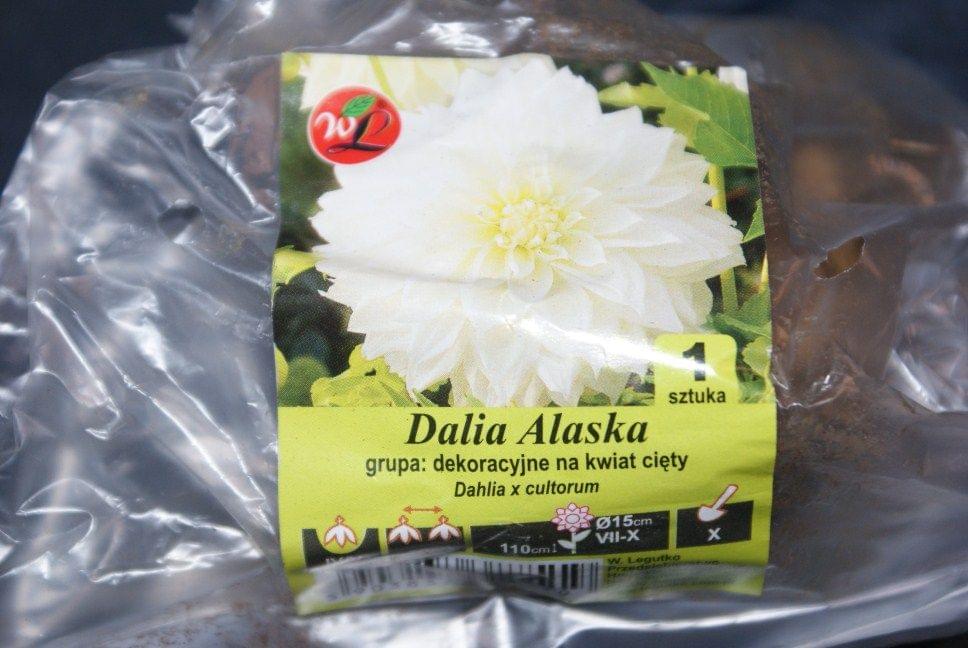 WL
1
sztuka
Dalia Alaska
grupa: dekoracyjne na kwiat cięty
Dahlia x cultorum
110cm
Ø15cm
VII-X
X
W. Legutko